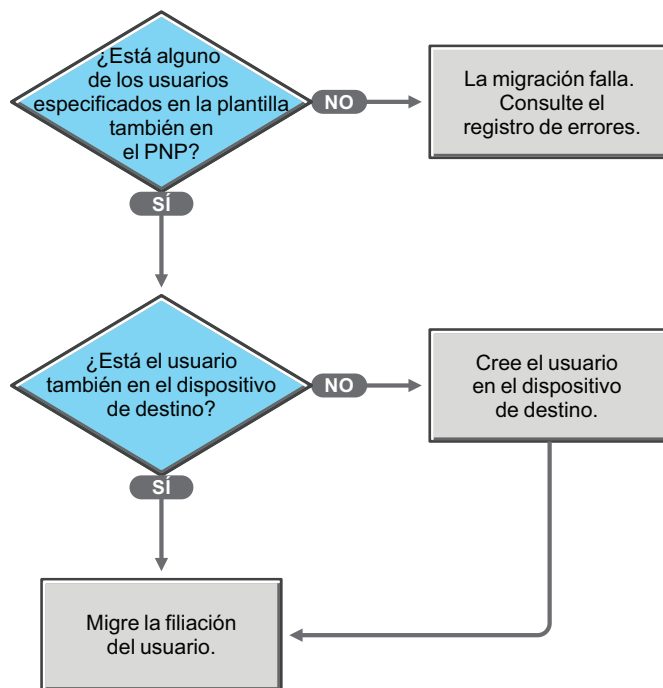 ¿Está alguno
de los usuarios
especificados en la plantilla
también en
el PNP?
NO
La migración falla.
Consulte el
registro de errores.
SÍ
¿Está el usuario
también en el dispositivo
de destino?
NO
Cree el usuario
en el dispositivo
de destino.
SÍ
Migre la filiación
del usuario.